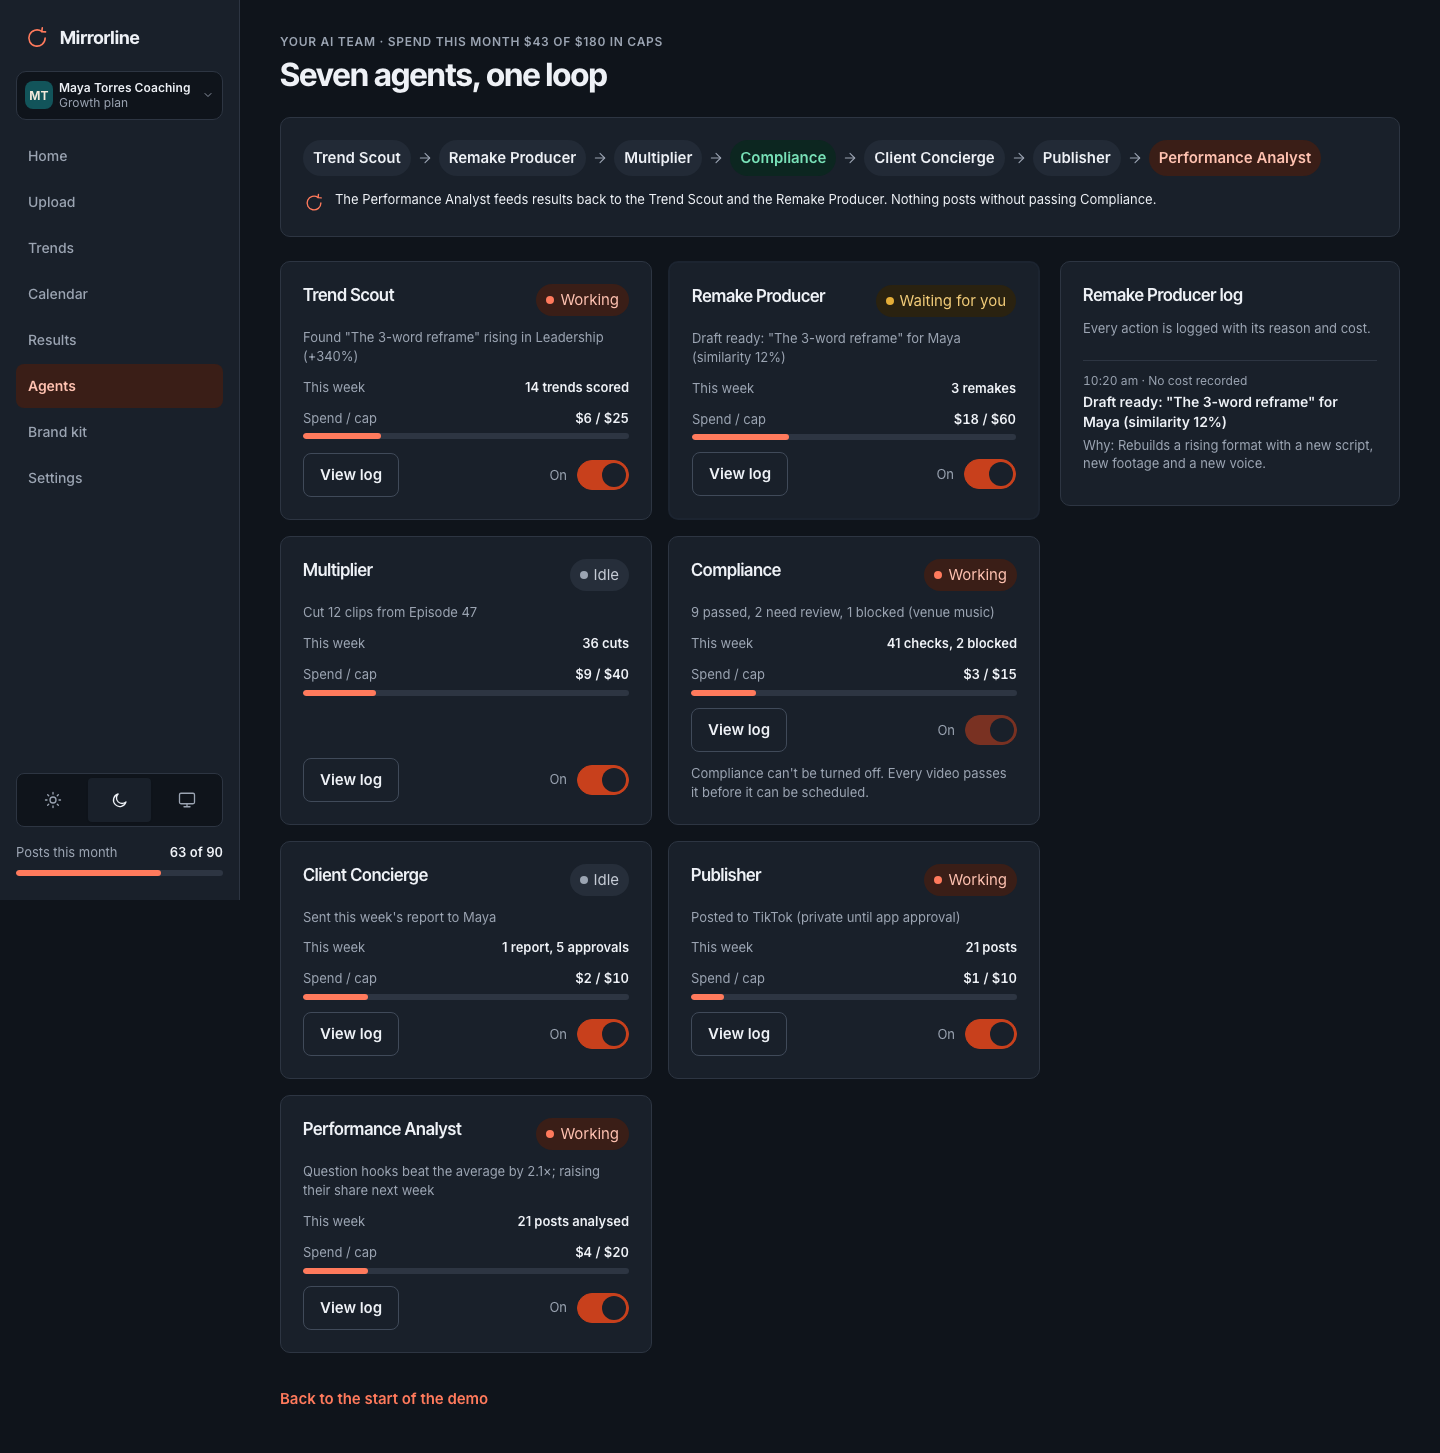 Mirrorline
MT
Maya Torres Coaching
Growth plan
Home
Upload
Trends
Calendar
Results
Agents
Brand kit
Settings
Posts this month 63 of 90
YOUR AI TEAM · SPEND THIS MONTH $43 OF $180 IN CAPS
Seven agents, one loop
Trend Scout → Remake Producer → Multiplier → Compliance → Client Concierge → Publisher → Performance Analyst
The Performance Analyst feeds results back to the Trend Scout and the Remake Producer. Nothing posts without passing Compliance.
Trend Scout
Working
Found "The 3-word reframe" rising in Leadership
(+340%)
This week 14 trends scored
Spend / cap $6 / $25
View log
On
Remake Producer
Waiting for you
Draft ready: "The 3-word reframe" for Maya
(similarity 12%)
This week 3 remakes
Spend / cap $18 / $60
View log
On
Remake Producer log
Every action is logged with its reason and cost.
10:20 am · No cost recorded
Draft ready: "The 3-word reframe" for
Maya (similarity 12%)
Why: Rebuilds a rising format with a new script,
new footage and a new voice.
Multiplier
Idle
Cut 12 clips from Episode 47
This week 36 cuts
Spend / cap $9 / $40
View log
On
Compliance
Working
9 passed, 2 need review, 1 blocked (venue music)
This week 41 checks, 2 blocked
Spend / cap $3 / $15
View log
On
Compliance can't be turned off. Every video passes
it before it can be scheduled.
Client Concierge
Idle
Sent this week's report to Maya
This week 1 report, 5 approvals
Spend / cap $2 / $10
View log
On
Publisher
Working
Posted to TikTok (private until app approval)
This week 21 posts
Spend / cap $1 / $10
View log
On
Performance Analyst
Working
Question hooks beat the average by 2.1×; raising
their share next week
This week 21 posts analysed
Spend / cap $4 / $20
View log
On
Back to the start of the demo